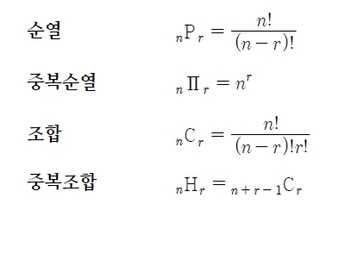 순열 ₙPᵣ = n! / (n − r)!
중복순열 ₙΠᵣ = nʳ
조합 ₙCᵣ = n! / (n − r)!r!
중복조합 ₙHᵣ = ₙ₊ᵣ₋₁Cᵣ